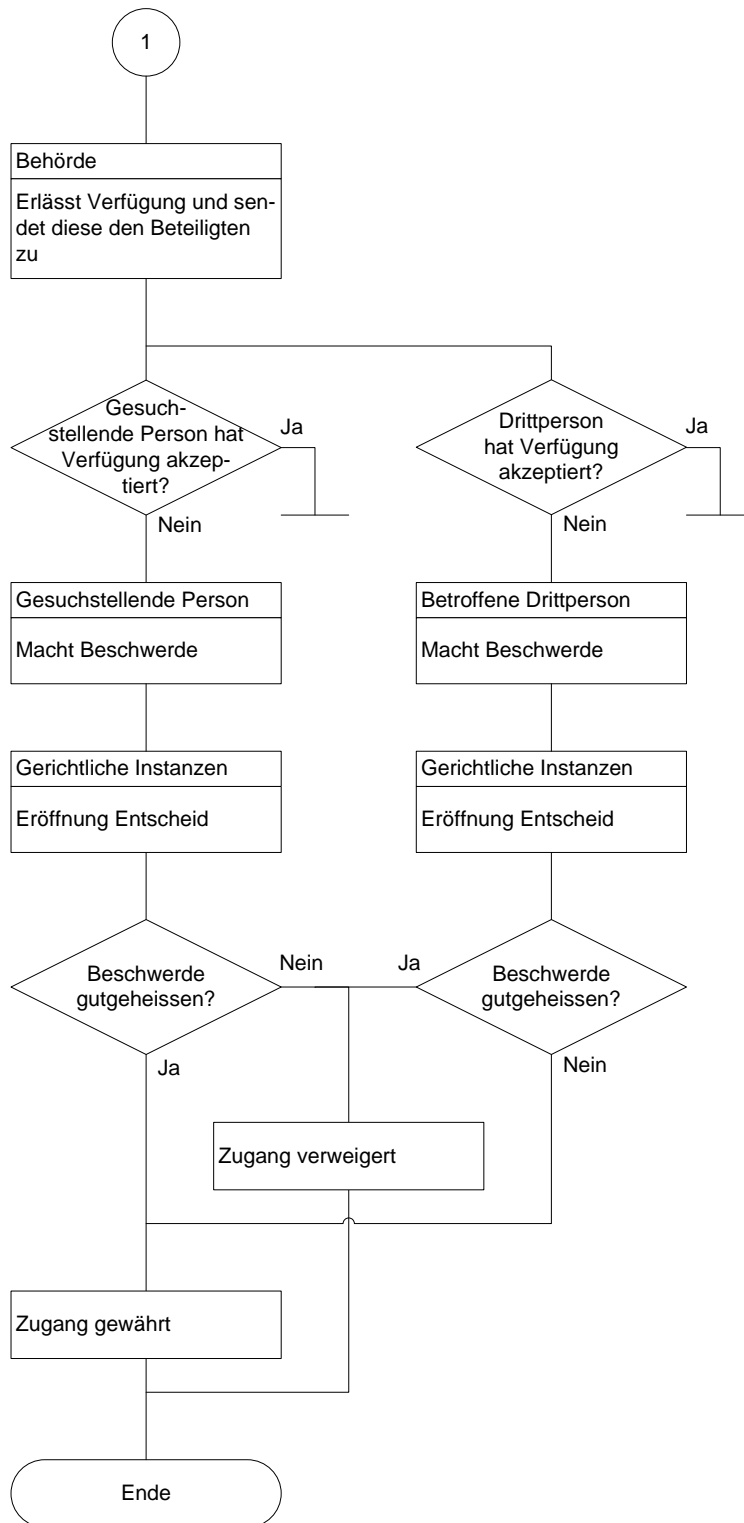 1
Behörde
Erlässt Verfügung und sen-
det diese den Beteiligten
zu
Gesuch-
stellende Person hat
Verfügung akzep-
tiert?
Ja
Nein
Drittperson
hat Verfügung
akzeptiert?
Ja
Nein
Gesuchstellende Person
Macht Beschwerde
Betroffene Drittperson
Macht Beschwerde
Gerichtliche Instanzen
Eröffnung Entscheid
Gerichtliche Instanzen
Eröffnung Entscheid
Beschwerde
gutgeheissen?
Nein
Ja
Ja
Beschwerde
gutgeheissen?
Nein
Zugang verweigert
Zugang gewährt
Ende